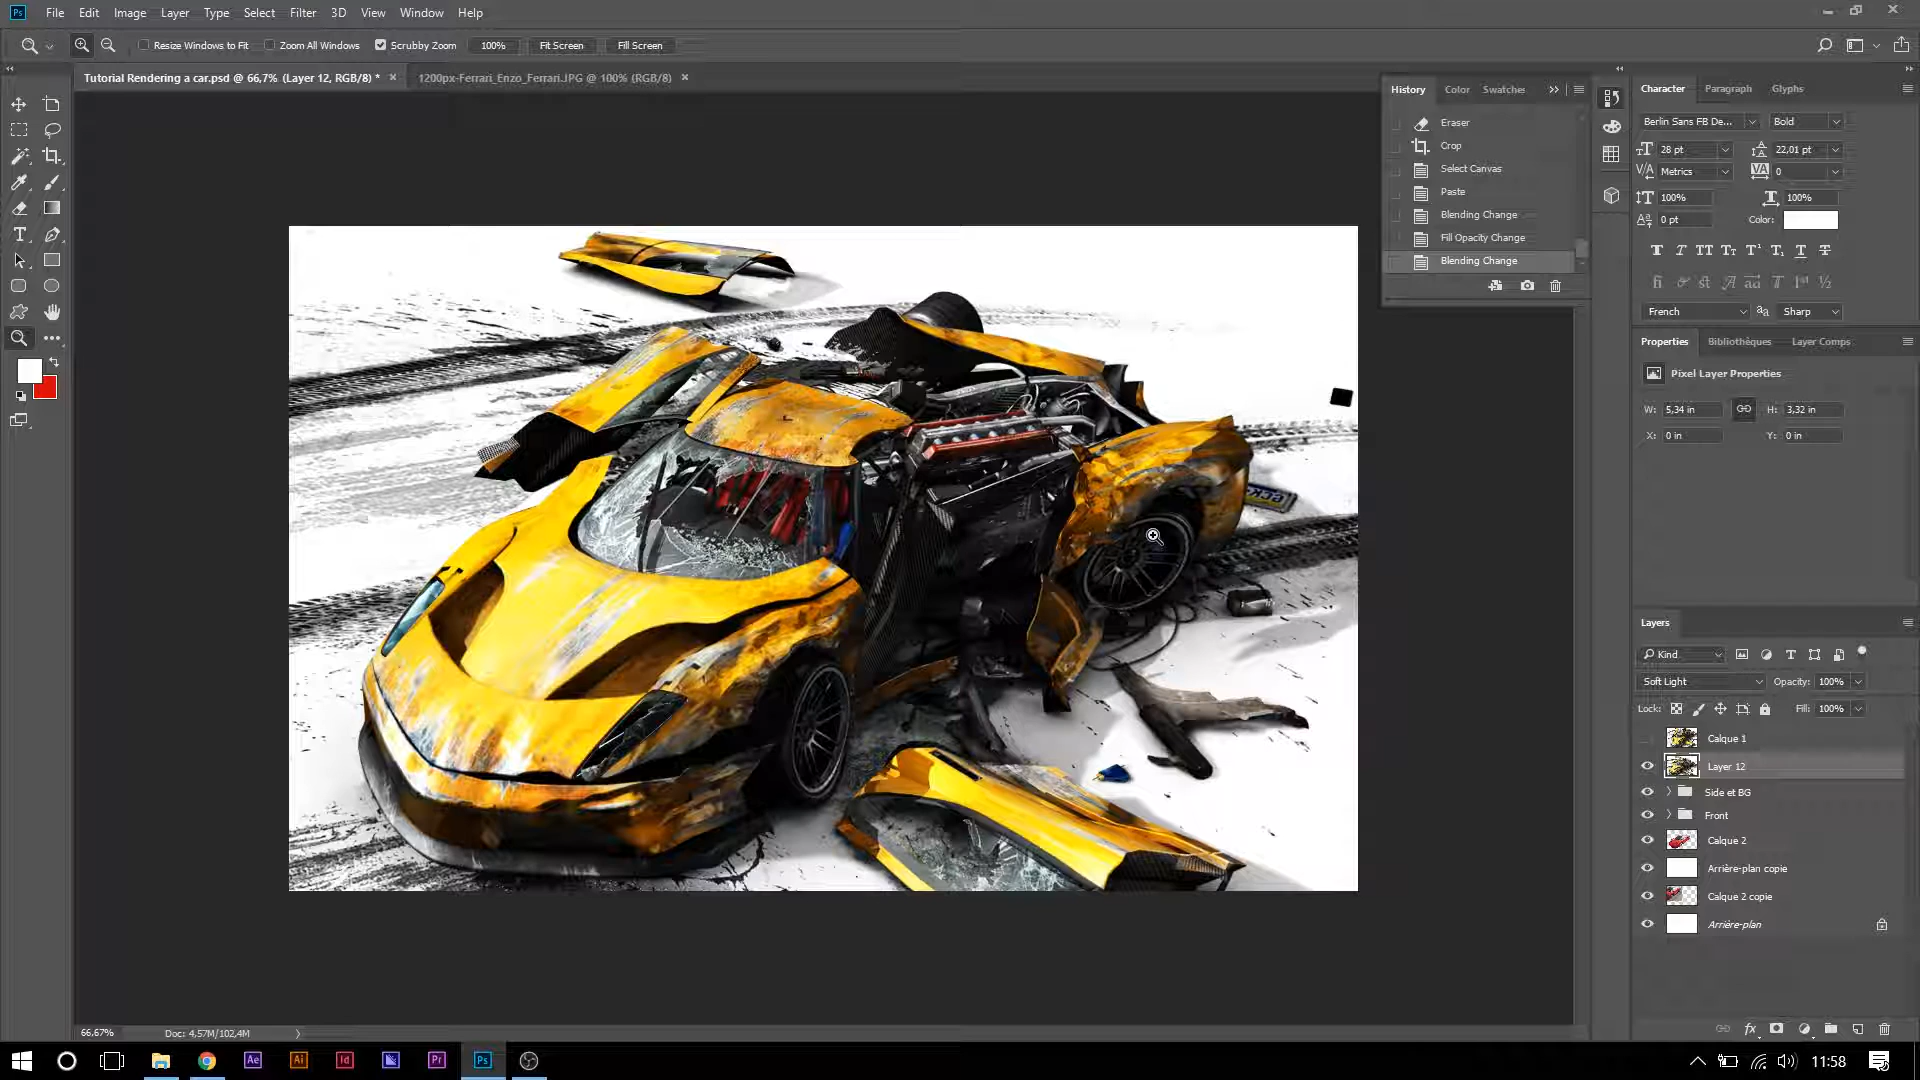 Ps File Edit Image Layer Type Select Filter 3D View Window Help
Resize Windows to Fit Zoom All Windows Scrubby Zoom 100% Fit Screen Fill Screen
Tutorial Rendering a car.psd @ 66,7% (Layer 12, RGB/8) * × 1200px-Ferrari_Enzo_Ferrari.JPG @ 100% (RGB/8) ×
History Color Swatches
Eraser
Crop
Select Canvas
Paste
Blending Change
Fill Opacity Change
Blending Change
Character Paragraph Glyphs
Berlin Sans FB De... Bold
28 pt 22,01 pt
Metrics 0
100% 100%
0 pt Color:
French Sharp
Properties Bibliothèques Layer Comps
Pixel Layer Properties
W: 5,34 in H: 3,32 in
X: 0 in Y: 0 in
Layers
Kind
Soft Light Opacity: 100%
Lock: Fill: 100%
Calque 1
Layer 12
Side et BG
Front
Calque 2
Arrière-plan copie
Calque 2 copie
Arrière-plan
66,67% Doc: 4,57M/102,4M
Ae Ai Id Pr Ps 11:58